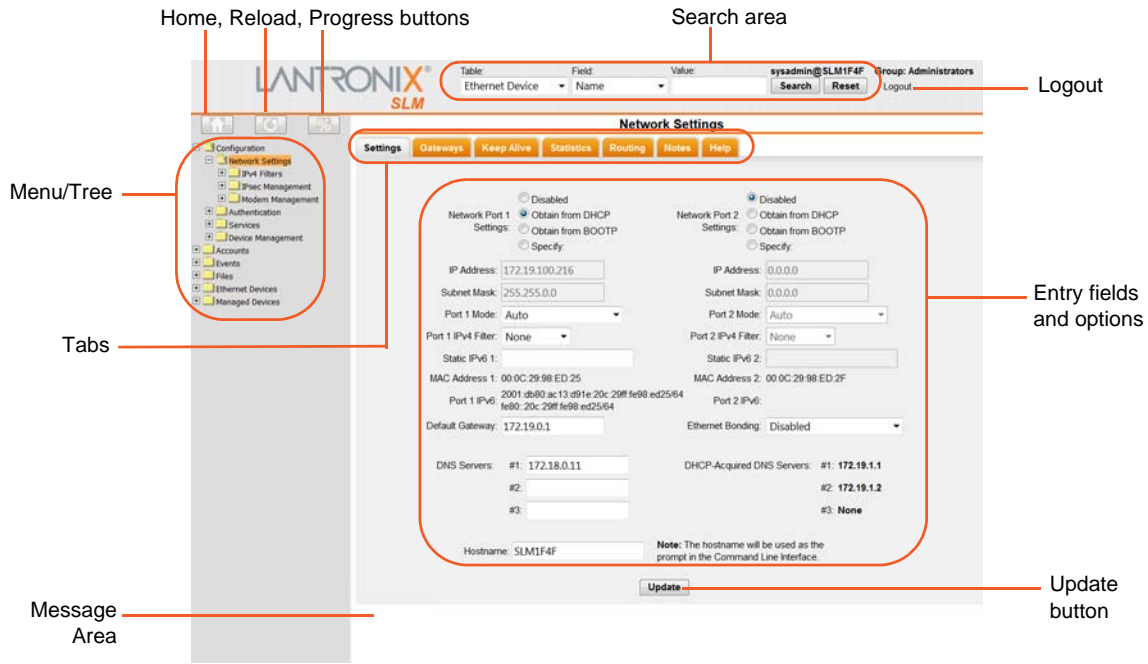 Home, Reload, Progress buttons
Search area
LANTRONIX®
SLM
Table: Field: Value: sysadmin@SLM1F4F Group: Administrators
Ethernet Device Name Search Reset Logout
Logout
Network Settings
Settings Gateways Keep Alive Statistics Routing Notes Help
Menu/Tree
Configuration
Network Settings
IPv4 Filters
IPsec Management
Modem Management
Authentication
Services
Device Management
Accounts
Events
Files
Ethernet Devices
Managed Devices
Tabs
Network Port 1 Settings:
Disabled
Obtain from DHCP
Obtain from BOOTP
Specify:
Network Port 2 Settings:
Disabled
Obtain from DHCP
Obtain from BOOTP
Specify:
IP Address: 172.19.100.216 IP Address: 0.0.0.0
Subnet Mask: 255.255.0.0 Subnet Mask: 0.0.0.0
Port 1 Mode: Auto Port 2 Mode: Auto
Port 1 IPv4 Filter: None Port 2 IPv4 Filter: None
Static IPv6 1: Static IPv6 2:
MAC Address 1: 00:0C:29:98:ED:25 MAC Address 2: 00:0C:29:98:ED:2F
Port 1 IPv6: 2001:db80:ac13:d91e:20c:29ff:fe98:ed25/64
fe80::20c:29ff:fe98:ed25/64
Port 2 IPv6:
Default Gateway: 172.19.0.1 Ethernet Bonding: Disabled
DNS Servers: #1: 172.18.0.11 DHCP-Acquired DNS Servers: #1: 172.19.1.1
#2: #2: 172.19.1.2
#3: #3: None
Hostname: SLM1F4F
Note: The hostname will be used as the
prompt in the Command Line Interface.
Entry fields
and options
Update
Update
button
Message
Area